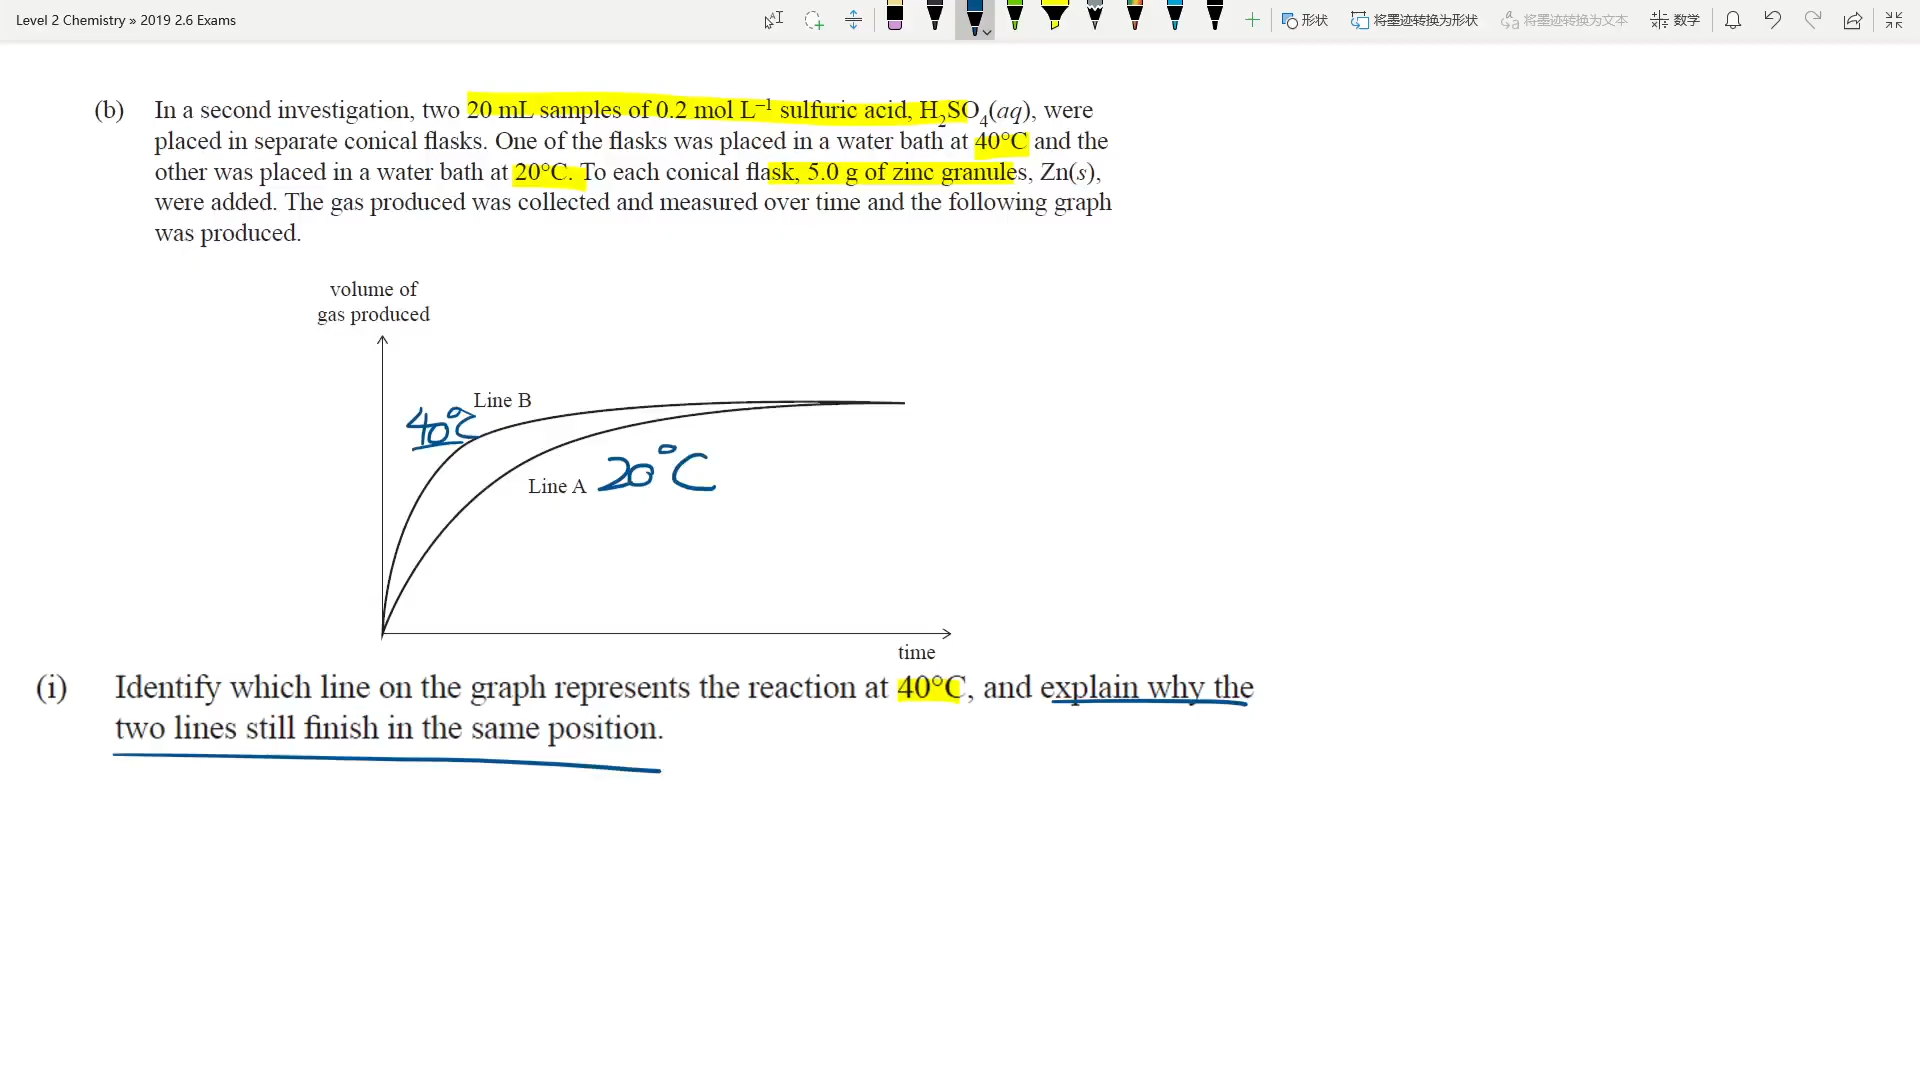 Level 2 Chemistry » 2019 2.6 Exams
形状
将墨迹转换为形状
将墨迹转换为文本
数学
(b) In a second investigation, two 20 mL samples of 0.2 mol L⁻¹ sulfuric acid, H₂SO₄(aq), were
placed in separate conical flasks. One of the flasks was placed in a water bath at 40°C and the
other was placed in a water bath at 20°C. To each conical flask, 5.0 g of zinc granules, Zn(s),
were added. The gas produced was collected and measured over time and the following graph
was produced.
volume of
gas produced
Line B
40°C
Line A 20°C
time
(i) Identify which line on the graph represents the reaction at 40°C, and explain why the
two lines still finish in the same position.